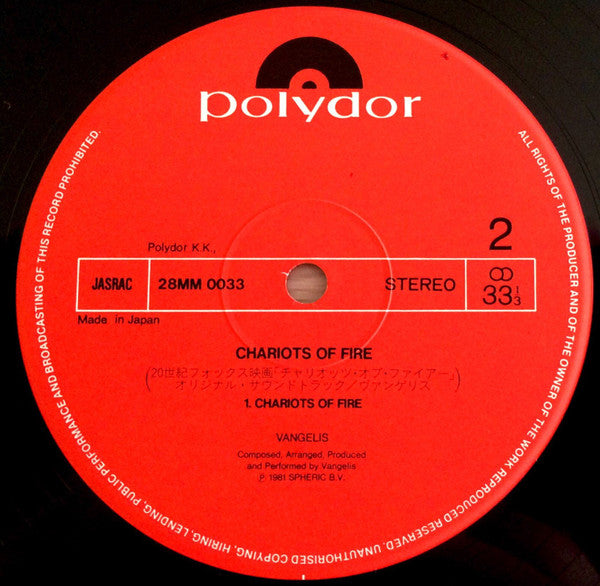 polydor
ALL RIGHTS OF THE PRODUCER AND OF THE OWNER OF THE WORK REPRODUCED RESERVED. UNAUTHORISED COPYING, HIRING, LENDING, PUBLIC PERFORMANCE AND BROADCASTING OF THIS RECORD PROHIBITED.
Polydor K.K.,
2
JASRAC
28MM 0033
STEREO
33 1/3
Made in Japan
CHARIOTS OF FIRE
(20世紀フォックス映画「チャリオッツ・オブ・ファイアー」
オリジナル・サウンドトラック/ヴァンゲリス)
1. CHARIOTS OF FIRE
VANGELIS
Composed, Arranged, Produced
and Performed by Vangelis
℗ 1981 SPHERIC B.V.